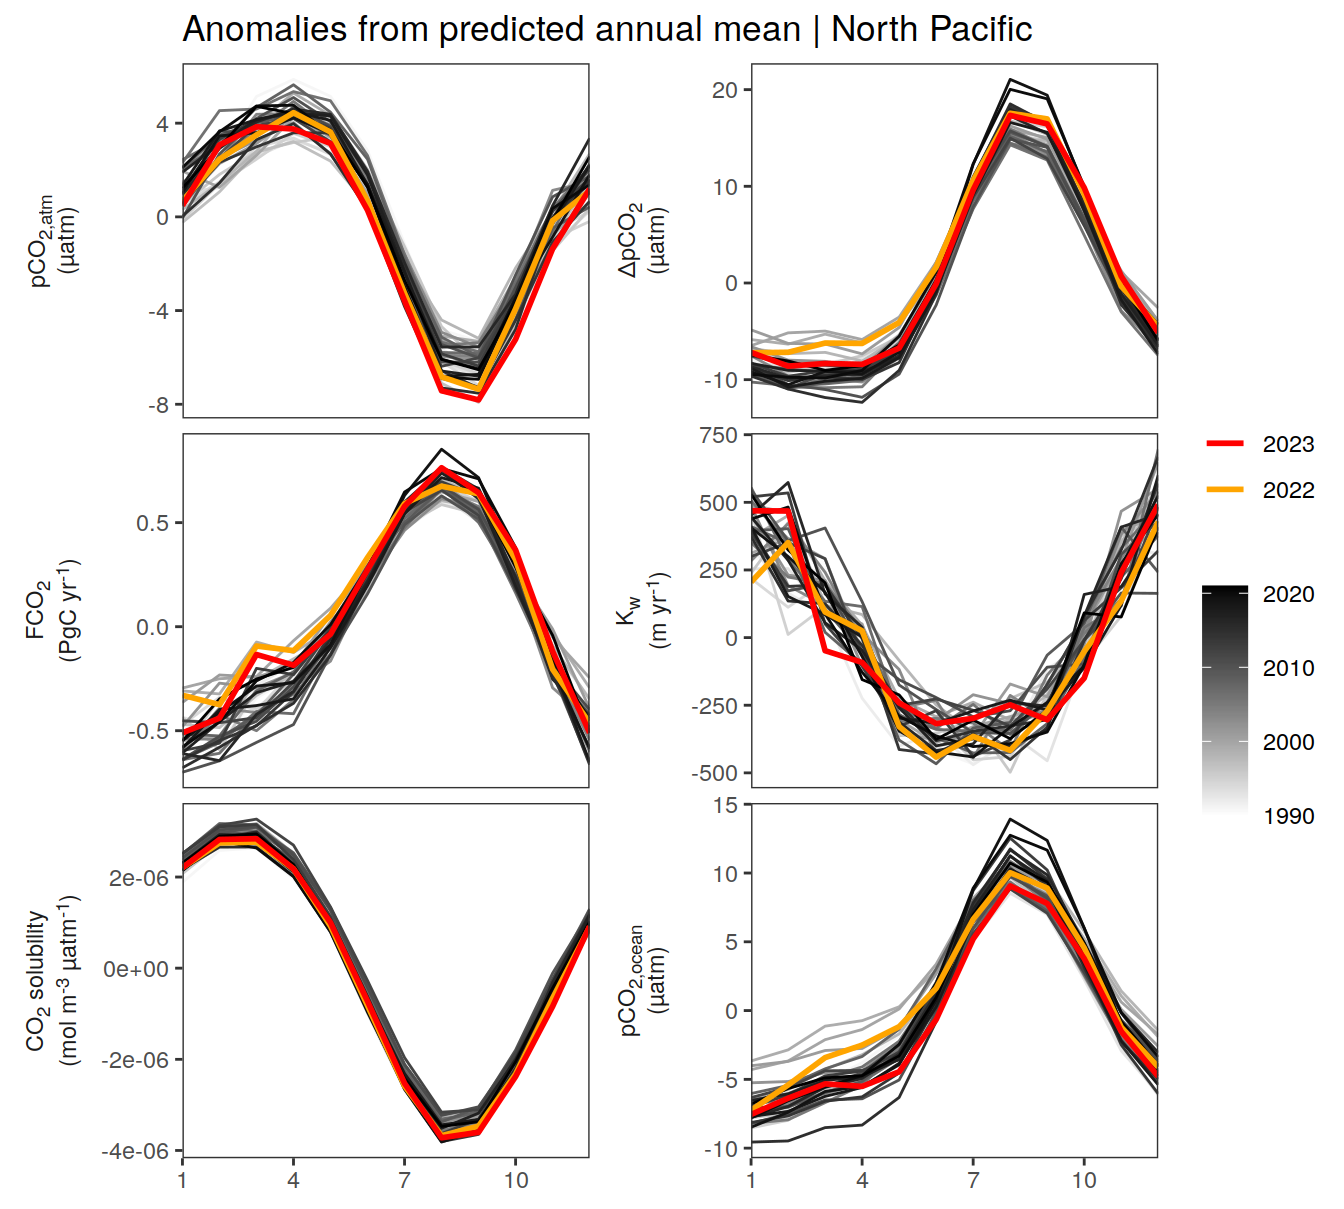 Anomalies from predicted annual mean | North Pacific
pCO2,atm
(µatm)
4
0
-4
-8
ΔpCO2
(µatm)
20
10
0
-10
FCO2
(PgC yr-1)
0.5
0.0
-0.5
Kw
(m yr-1)
750
500
250
0
-250
-500
CO2 solubility
(mol m-3 µatm-1)
2e-06
0e+00
-2e-06
-4e-06
1
4
7
10
pCO2,ocean
(µatm)
15
10
5
0
-5
-10
1
4
7
10
2023
2022
2020
2010
2000
1990